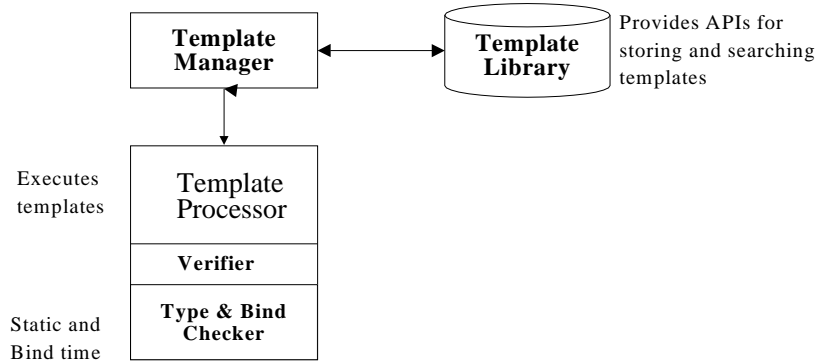 Template
Manager
Template
Library
Provides APIs for
storing and searching
templates
Executes
templates
Template
Processor
Verifier
Type & Bind
Checker
Static and
Bind time